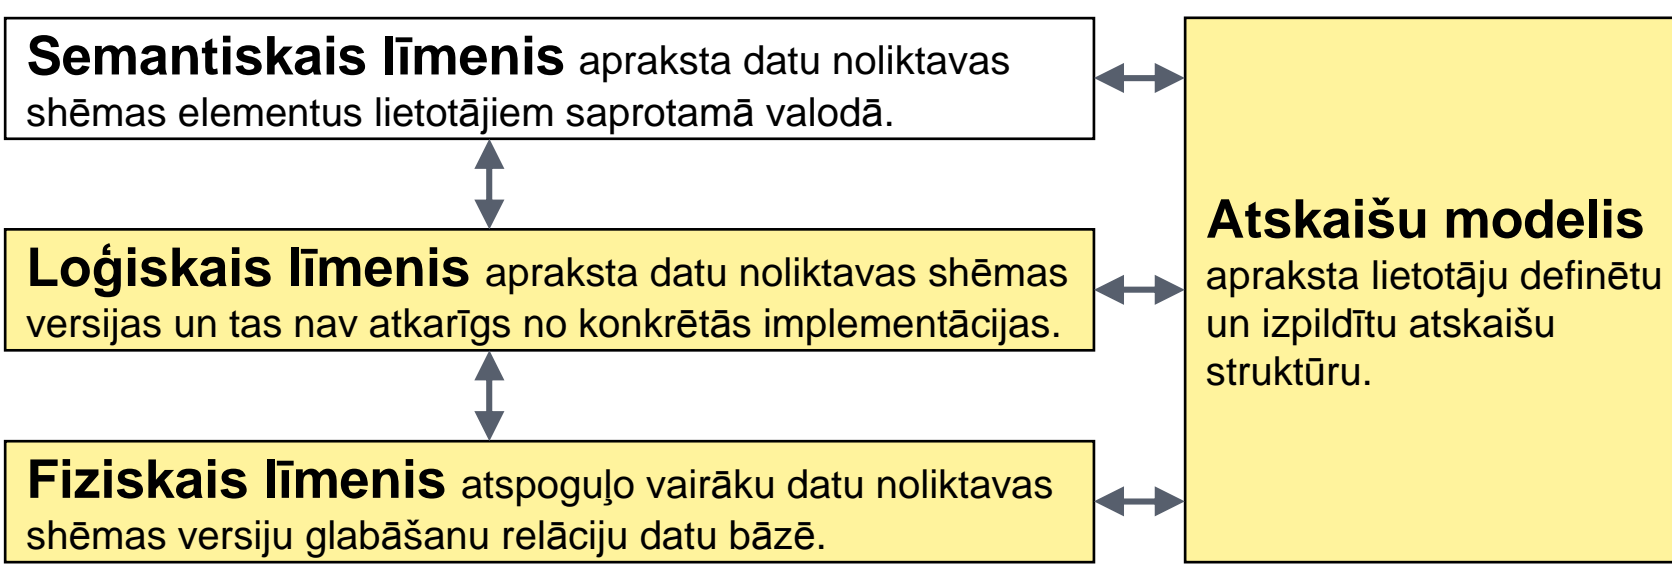 Semantiskais līmenis apraksta datu noliktavas
shēmas elementus lietotājiem saprotamā valodā.
Loģiskais līmenis apraksta datu noliktavas shēmas
versijas un tas nav atkarīgs no konkrētās implementācijas.
Fiziskais līmenis atspoguļo vairāku datu noliktavas
shēmas versiju glabāšanu relāciju datu bāzē.
Atskaišu modelis
apraksta lietotāju definētu
un izpildītu atskaišu
struktūru.